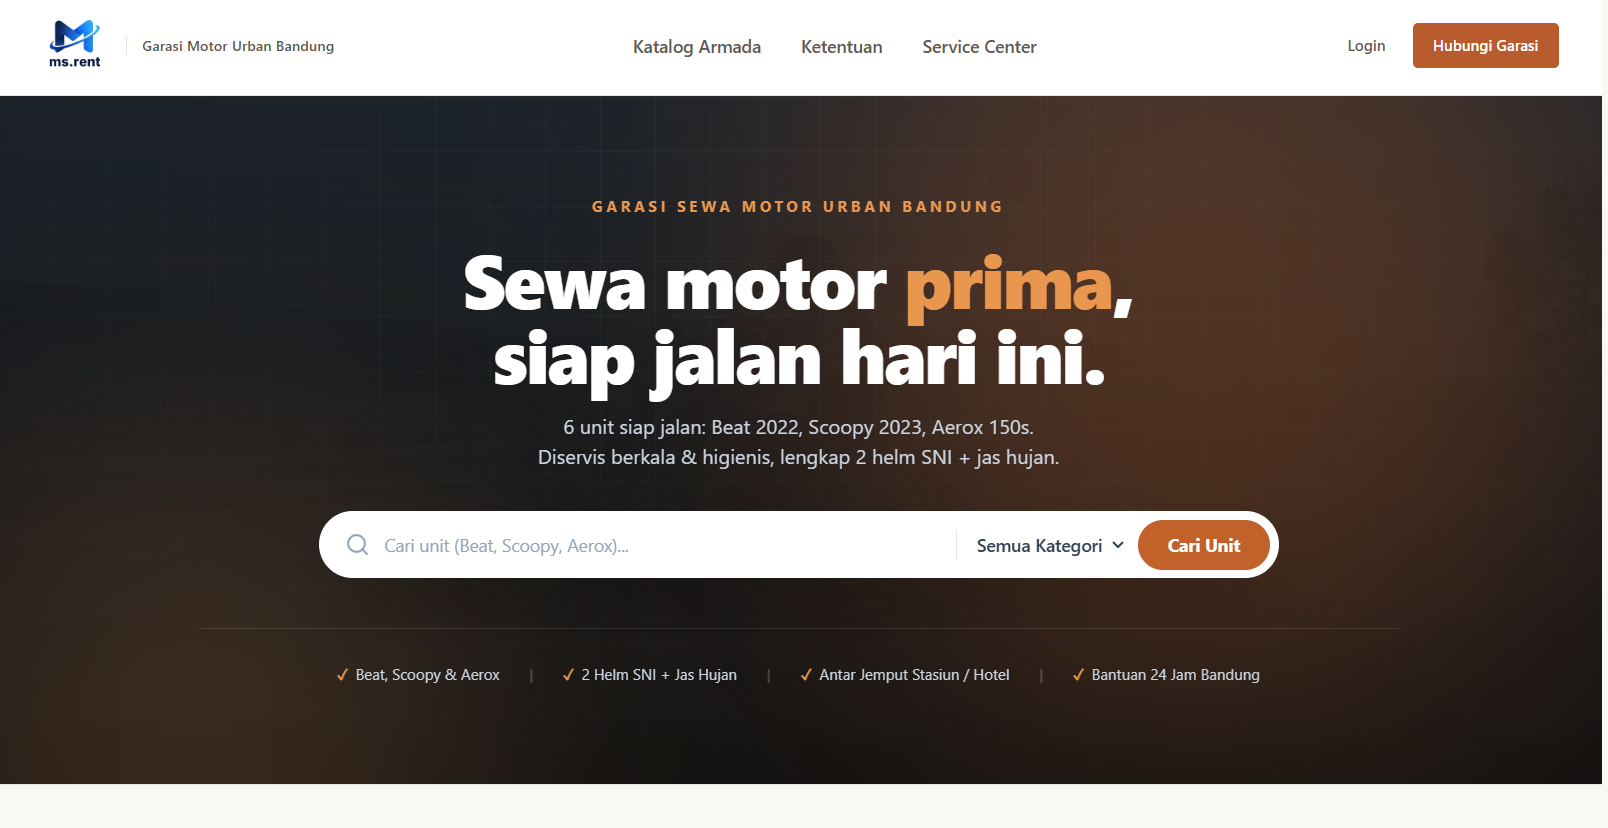 ms.rent
Garasi Motor Urban Bandung
Katalog Armada
Ketentuan
Service Center
Login
Hubungi Garasi
GARASI SEWA MOTOR URBAN BANDUNG
Sewa motor prima,
siap jalan hari ini.
6 unit siap jalan: Beat 2022, Scoopy 2023, Aerox 150s.
Diservis berkala & higienis, lengkap 2 helm SNI + jas hujan.
Cari unit (Beat, Scoopy, Aerox)...
Semua Kategori
Cari Unit
✓ Beat, Scoopy & Aerox | ✓ 2 Helm SNI + Jas Hujan | ✓ Antar Jemput Stasiun / Hotel | ✓ Bantuan 24 Jam Bandung